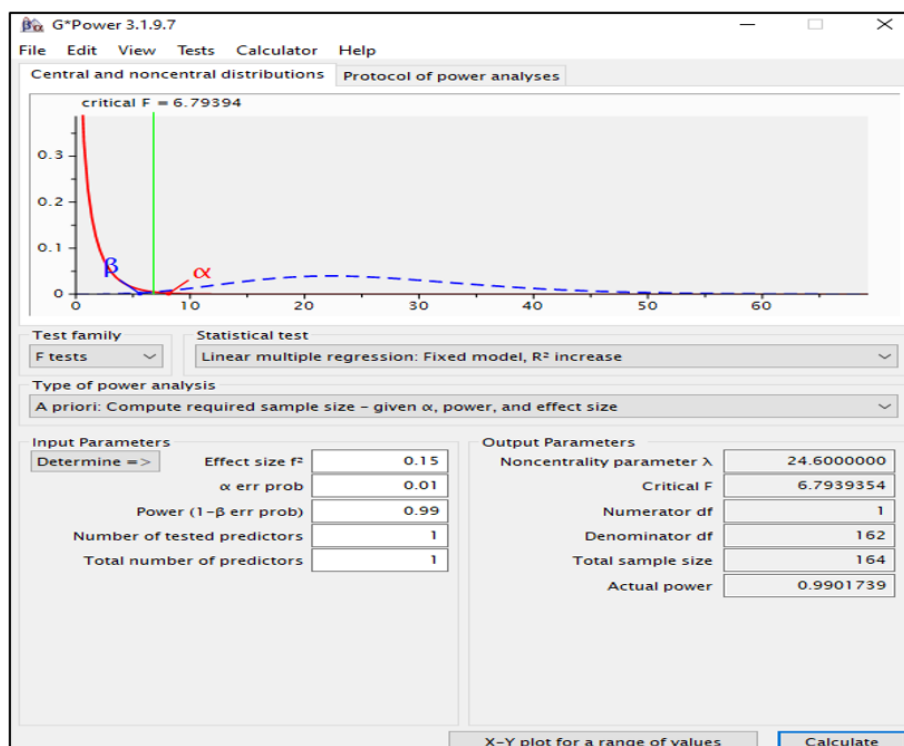 G*Power 3.1.9.7
File Edit View Tests Calculator Help
Central and noncentral distributions Protocol of power analyses
critical F = 6.79394
0.3
0.2
0.1
0
β α
0 10 20 30 40 50 60
Test family Statistical test
F tests Linear multiple regression: Fixed model, R² increase
Type of power analysis
A priori: Compute required sample size – given α, power, and effect size
Input Parameters Output Parameters
Determine => Effect size f² 0.15 Noncentrality parameter λ 24.6000000
α err prob 0.01 Critical F 6.7939354
Power (1–β err prob) 0.99 Numerator df 1
Number of tested predictors 1 Denominator df 162
Total number of predictors 1 Total sample size 164
Actual power 0.9901739
X–Y plot for a range of values Calculate